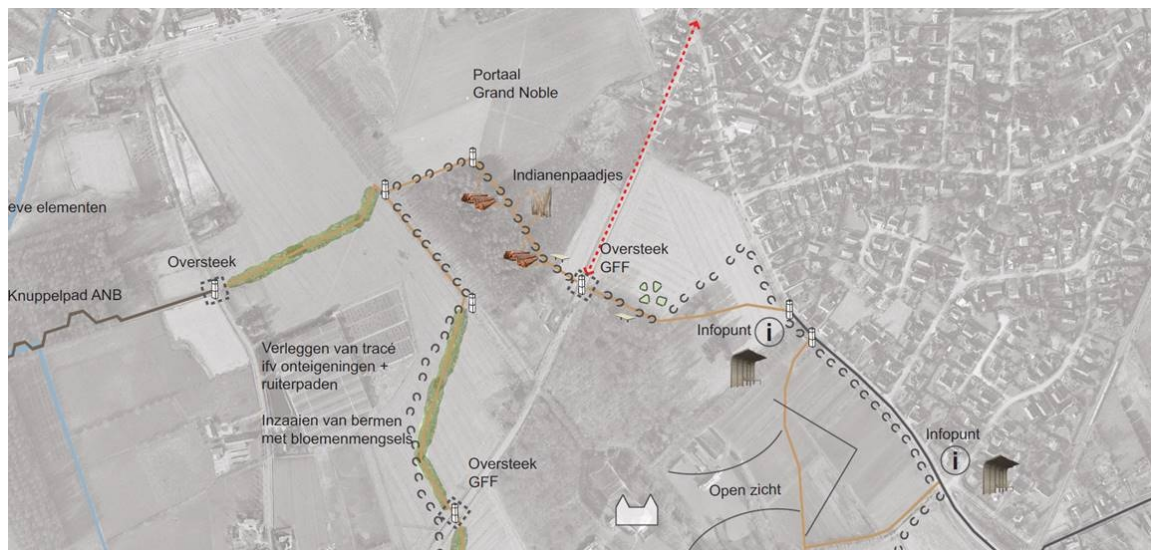 Portaal
Grand Noble
Indianenpaadjes
eve elementen
Oversteek
Oversteek
GFF
Knuppelpad ANB
Infopunt
i
Verleggen van tracé
ifv onteigeningen +
ruiterpaden
Inzaaien van bermen
met bloemenmengsels
Infopunt
i
Oversteek
GFF
Open zicht